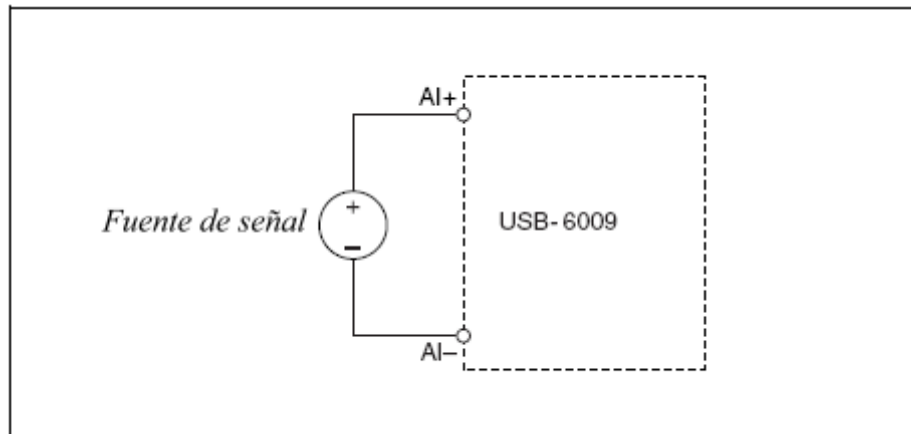 AI+
+
Fuente de señal
USB-6009
–
AI–